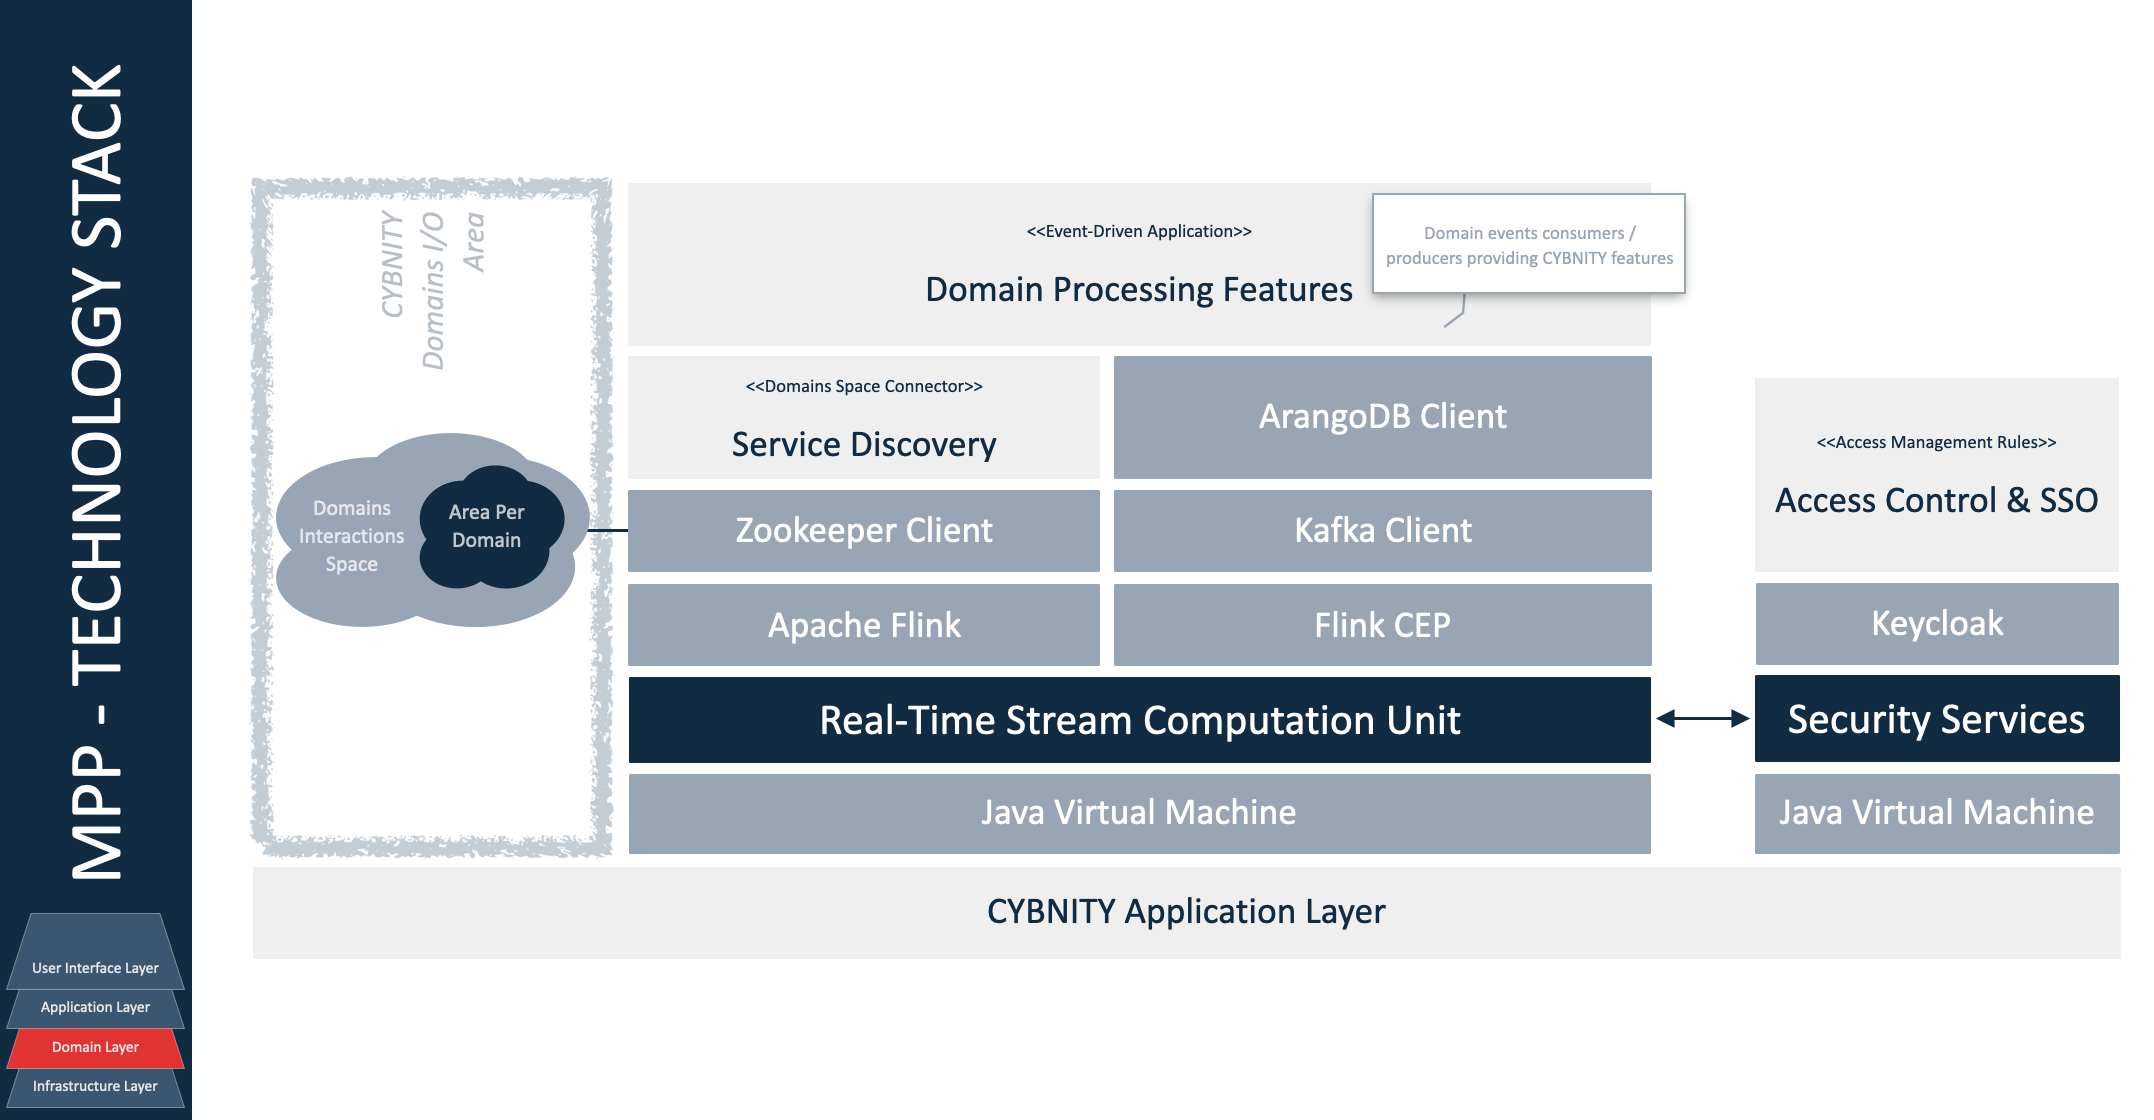 MPP - TECHNOLOGY STACK
User Interface Layer
Application Layer
Domain Layer
Infrastructure Layer
CYBNITY
Domains I/O
Area
Domains
Interactions
Space
Area Per
Domain
<<Event-Driven Application>>
Domain Processing Features
Domain events consumers /
producers providing CYBNITY features
<<Domains Space Connector>>
Service Discovery
ArangoDB Client
Zookeeper Client
Kafka Client
Apache Flink
Flink CEP
Real-Time Stream Computation Unit
Java Virtual Machine
<<Access Management Rules>>
Access Control & SSO
Keycloak
Security Services
Java Virtual Machine
CYBNITY Application Layer